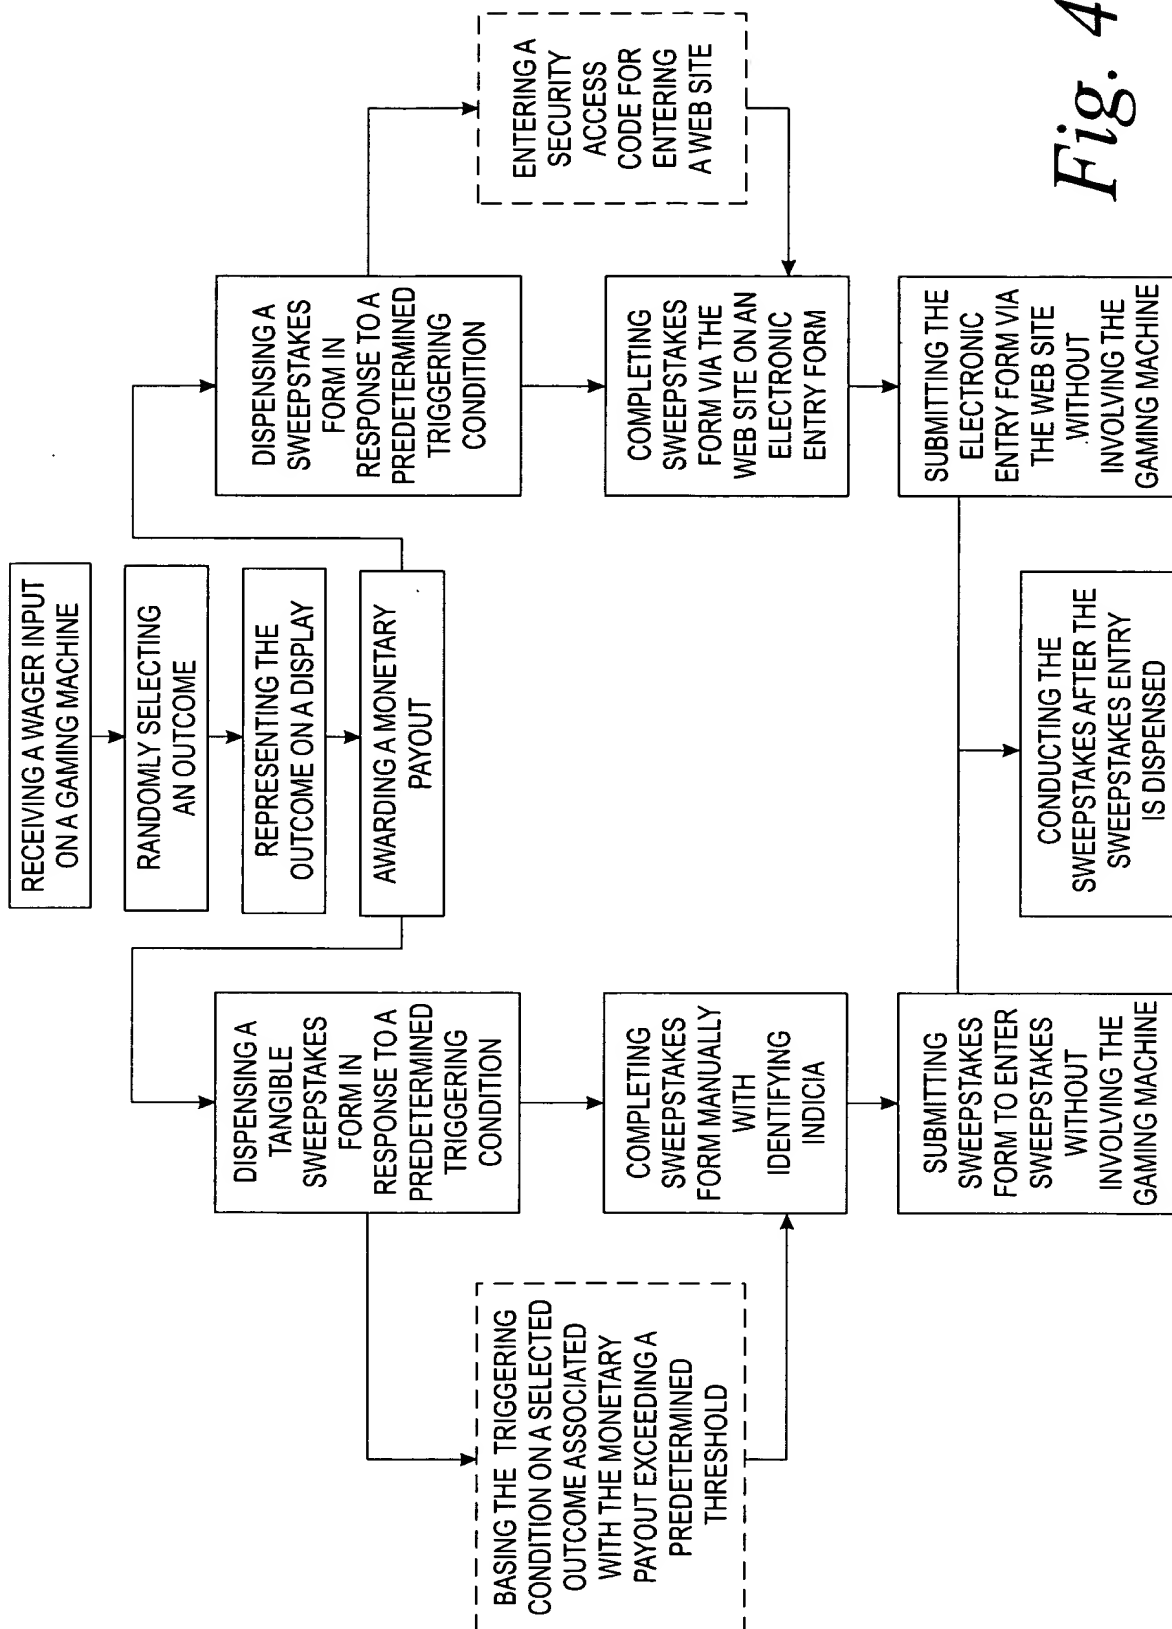 RECEIVING A WAGER INPUT
ON A GAMING MACHINE
RANDOMLY SELECTING
AN OUTCOME
REPRESENTING THE
OUTCOME ON A DISPLAY
AWARDING A MONETARY
PAYOUT
DISPENSING A
TANGIBLE
SWEEPSTAKES
FORM IN
RESPONSE TO A
PREDETERMINED
TRIGGERING
CONDITION
DISPENSING A
SWEEPSTAKES
FORM IN
RESPONSE TO A
PREDETERMINED
TRIGGERING
CONDITION
BASING THE TRIGGERING
CONDITION ON A SELECTED
OUTCOME ASSOCIATED
WITH THE MONETARY
PAYOUT EXCEEDING A
PREDETERMINED
THRESHOLD
ENTERING A
SECURITY
ACCESS
CODE FOR
ENTERING
A WEB SITE
COMPLETING
SWEEPSTAKES
FORM MANUALLY
WITH
IDENTIFYING
INDICIA
COMPLETING
SWEEPSTAKES
FORM VIA THE
WEB SITE ON AN
ELECTRONIC
ENTRY FORM
SUBMITTING
SWEEPSTAKES
FORM TO ENTER
SWEEPSTAKES
WITHOUT
INVOLVING THE
GAMING MACHINE
SUBMITTING THE
ELECTRONIC
ENTRY FORM VIA
THE WEB SITE
WITHOUT
INVOLVING THE
GAMING MACHINE
CONDUCTING THE
SWEEPSTAKES AFTER THE
SWEEPSTAKES ENTRY
IS DISPENSED
Fig. 4